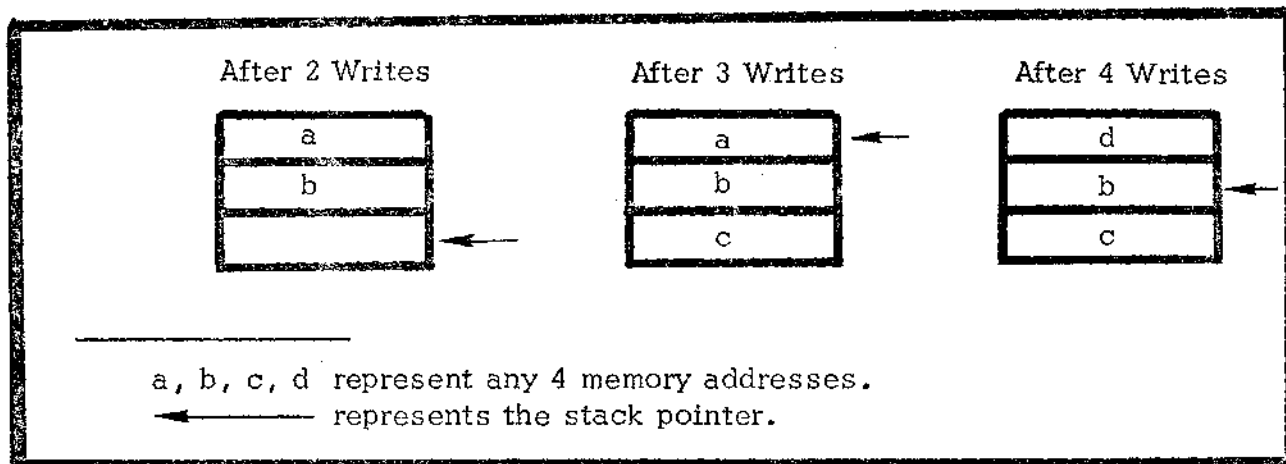 After 2 Writes
a
b
After 3 Writes
a
b
c
After 4 Writes
d
b
c
a, b, c, d represent any 4 memory addresses.
represents the stack pointer.